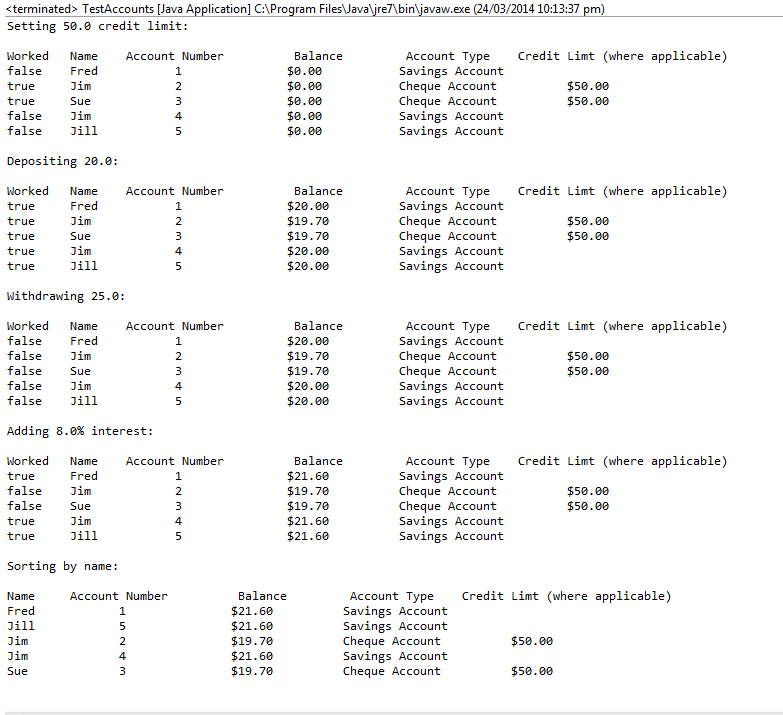 <terminated> TestAccounts [Java Application] C:\Program Files\Java\jre7\bin\javaw.exe (24/03/2014 10:13:37 pm)
Setting 50.0 credit limit:
Worked Name Account Number Balance Account Type Credit Limt (where applicable)
false Fred 1 $0.00 Savings Account
true Jim 2 $0.00 Cheque Account $50.00
true Sue 3 $0.00 Cheque Account $50.00
false Jim 4 $0.00 Savings Account
false Jill 5 $0.00 Savings Account
Depositing 20.0:
Worked Name Account Number Balance Account Type Credit Limt (where applicable)
true Fred 1 $20.00 Savings Account
true Jim 2 $19.70 Cheque Account $50.00
true Sue 3 $19.70 Cheque Account $50.00
true Jim 4 $20.00 Savings Account
true Jill 5 $20.00 Savings Account
Withdrawing 25.0:
Worked Name Account Number Balance Account Type Credit Limt (where applicable)
false Fred 1 $20.00 Savings Account
false Jim 2 $19.70 Cheque Account $50.00
false Sue 3 $19.70 Cheque Account $50.00
false Jim 4 $20.00 Savings Account
false Jill 5 $20.00 Savings Account
Adding 8.0% interest:
Worked Name Account Number Balance Account Type Credit Limt (where applicable)
true Fred 1 $21.60 Savings Account
false Jim 2 $19.70 Cheque Account $50.00
false Sue 3 $19.70 Cheque Account $50.00
true Jim 4 $21.60 Savings Account
true Jill 5 $21.60 Savings Account
Sorting by name:
Name Account Number Balance Account Type Credit Limt (where applicable)
Fred 1 $21.60 Savings Account
Jill 5 $21.60 Savings Account
Jim 2 $19.70 Cheque Account $50.00
Jim 4 $21.60 Savings Account
Sue 3 $19.70 Cheque Account $50.00